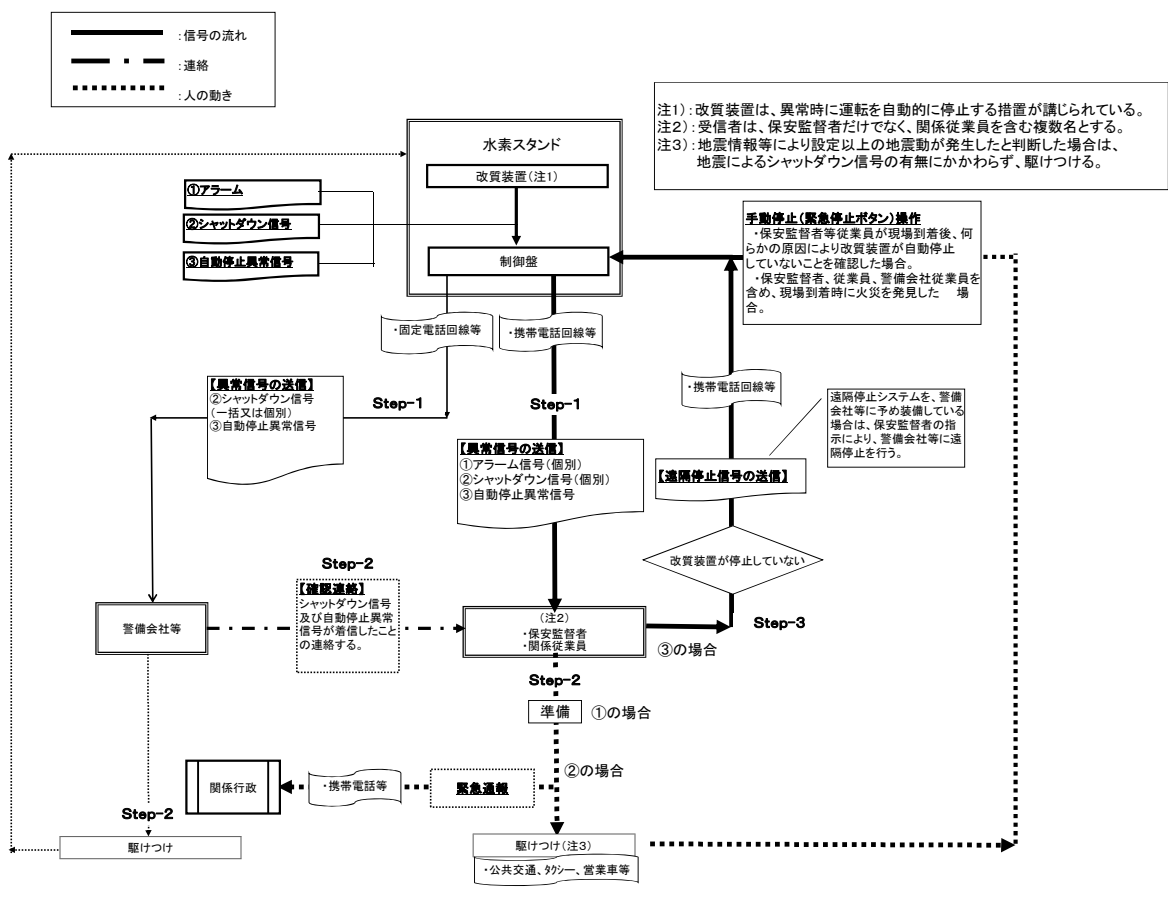 :信号の流れ
:連絡
:人の動き
注1):改質装置は、異常時に運転を自動的に停止する措置が講じられている。
注2):受信者は、保安監督者だけでなく、関係従業員を含む複数名とする。
注3):地震情報等により設定以上の地震動が発生したと判断した場合は、
地震によるシャットダウン信号の有無にかかわらず、駆けつける。
水素スタンド
改質装置(注1)
①アラーム
②シャットダウン信号
③自動停止異常信号
制御盤
手動停止(緊急停止ボタン)操作
・保安監督者等従業員が現場到着後、何
らかの原因により改質装置が自動停止
していないことを確認した場合。
・保安監督者、従業員、警備会社従業員を
含め、現場到着時に火災を発見した 場
合。
・固定電話回線等
・携帯電話回線等
・携帯電話回線等
【異常信号の送信】
②シャットダウン信号
(一括又は個別)
③自動停止異常信号
Step-1
Step-1
遠隔停止システムを、警備
会社等に予め装備している
場合は、保安監督者の指
示により、警備会社等に遠
隔停止を行う。
【異常信号の送信】
①アラーム信号(個別)
②シャットダウン信号(個別)
③自動停止異常信号
【遠隔停止信号の送信】
改質装置が停止していない
Step-2
【確認連絡】
シャットダウン信号
及び自動停止異常
信号が着信したこと
の連絡する。
警備会社等
(注2)
・保安監督者
・関係従業員
Step-3
③の場合
Step-2
準備
①の場合
②の場合
関係行政
・携帯電話等
緊急通報
Step-2
駆けつけ
駆けつけ(注3)
・公共交通、タクシー、営業車等